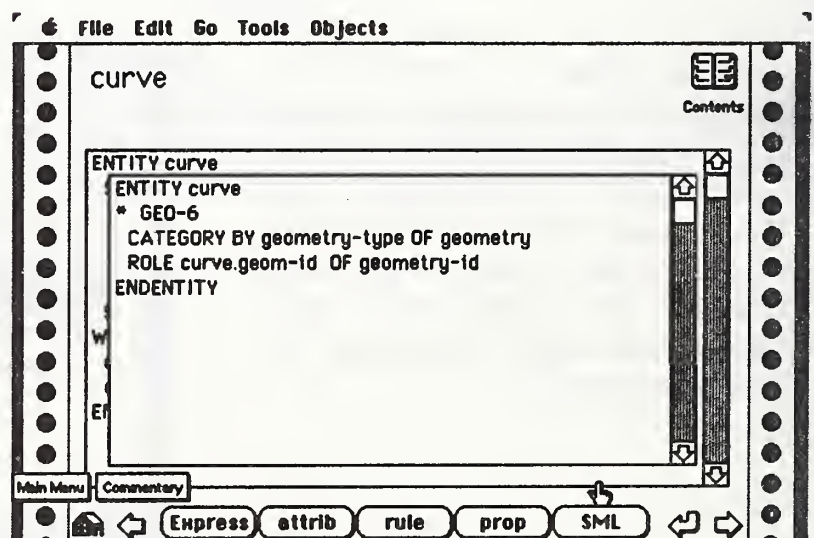 File Edit Go Tools Objects
curve
Contents
ENTITY curve
ENTITY curve
* GEO-6
CATEGORY BY geometry-type OF geometry
ROLE curve.geom-id OF geometry-id
ENDENTITY
W
EN
Main Menu Commentary
Express attrib rule prop SML